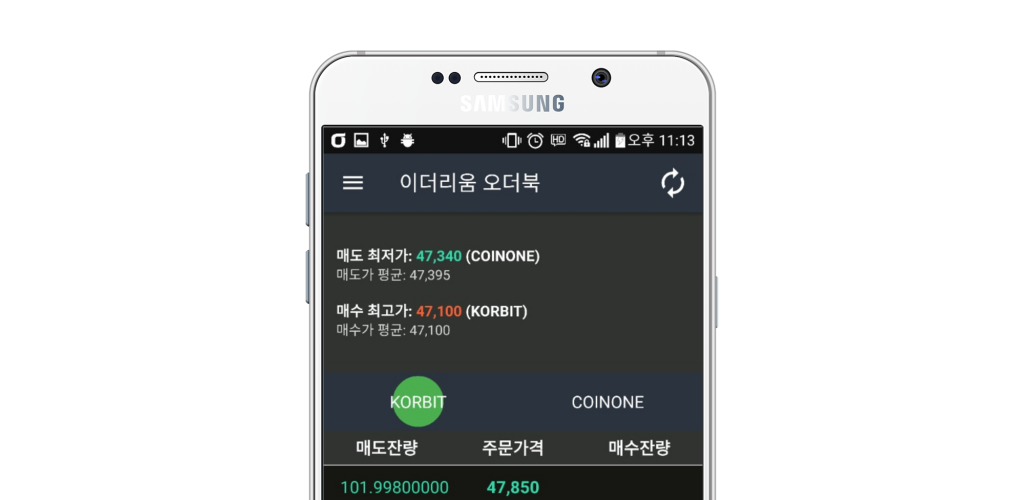 SAMSUNG
HD
오후 11:13
이더리움 오더북
매도 최저가: 47,340 (COINONE)
매도가 평균: 47,395
매수 최고가: 47,100 (KORBIT)
매수가 평균: 47,100
KORBIT COINONE
매도잔량 주문가격 매수잔량
101.99800000 47,850